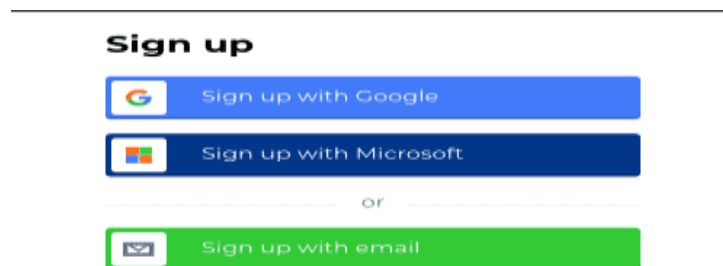 Sign up
Sign up with Google
Sign up with Microsoft
or
Sign up with email